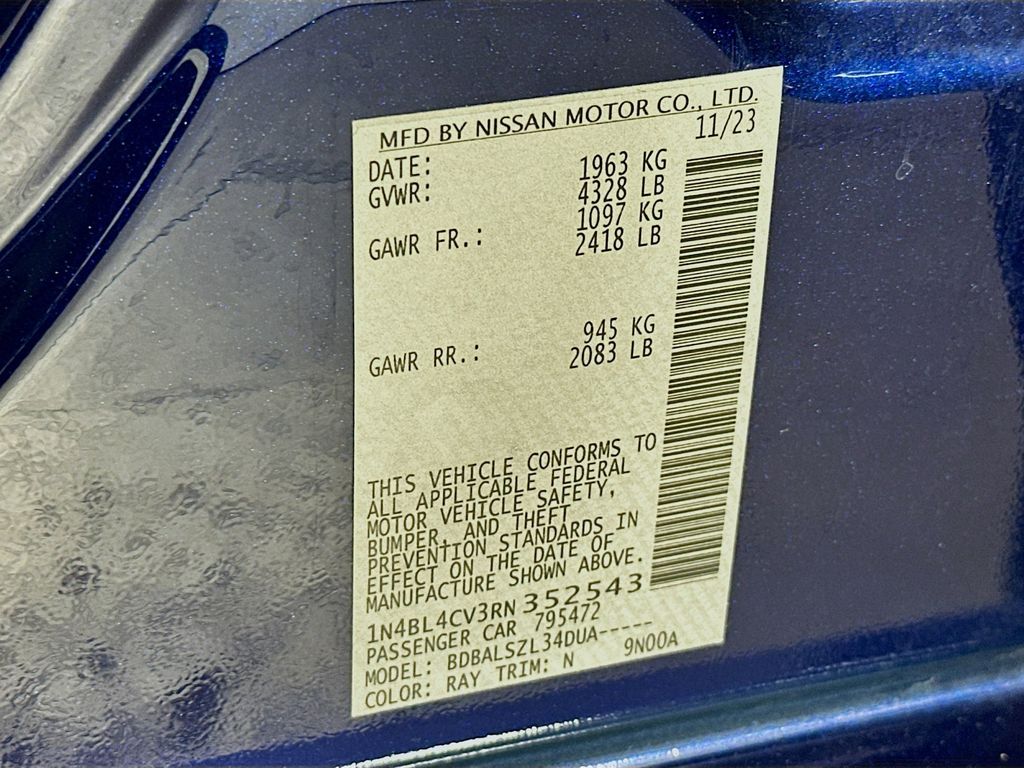 MFD BY NISSAN MOTOR CO., LTD.
DATE: 11/23
GVWR: 1963 KG
4328 LB
GAWR FR.: 1097 KG
2418 LB
GAWR RR.: 945 KG
2083 LB
THIS VEHICLE CONFORMS TO
ALL APPLICABLE FEDERAL
MOTOR VEHICLE SAFETY,
BUMPER, AND THEFT
PREVENTION STANDARDS IN
EFFECT ON THE DATE OF
MANUFACTURE SHOWN ABOVE.
1N4BL4CV3RN352543
PASSENGER CAR 795472
MODEL: BDBALSZL34DUA-----
COLOR: RAY TRIM: N 9N00A